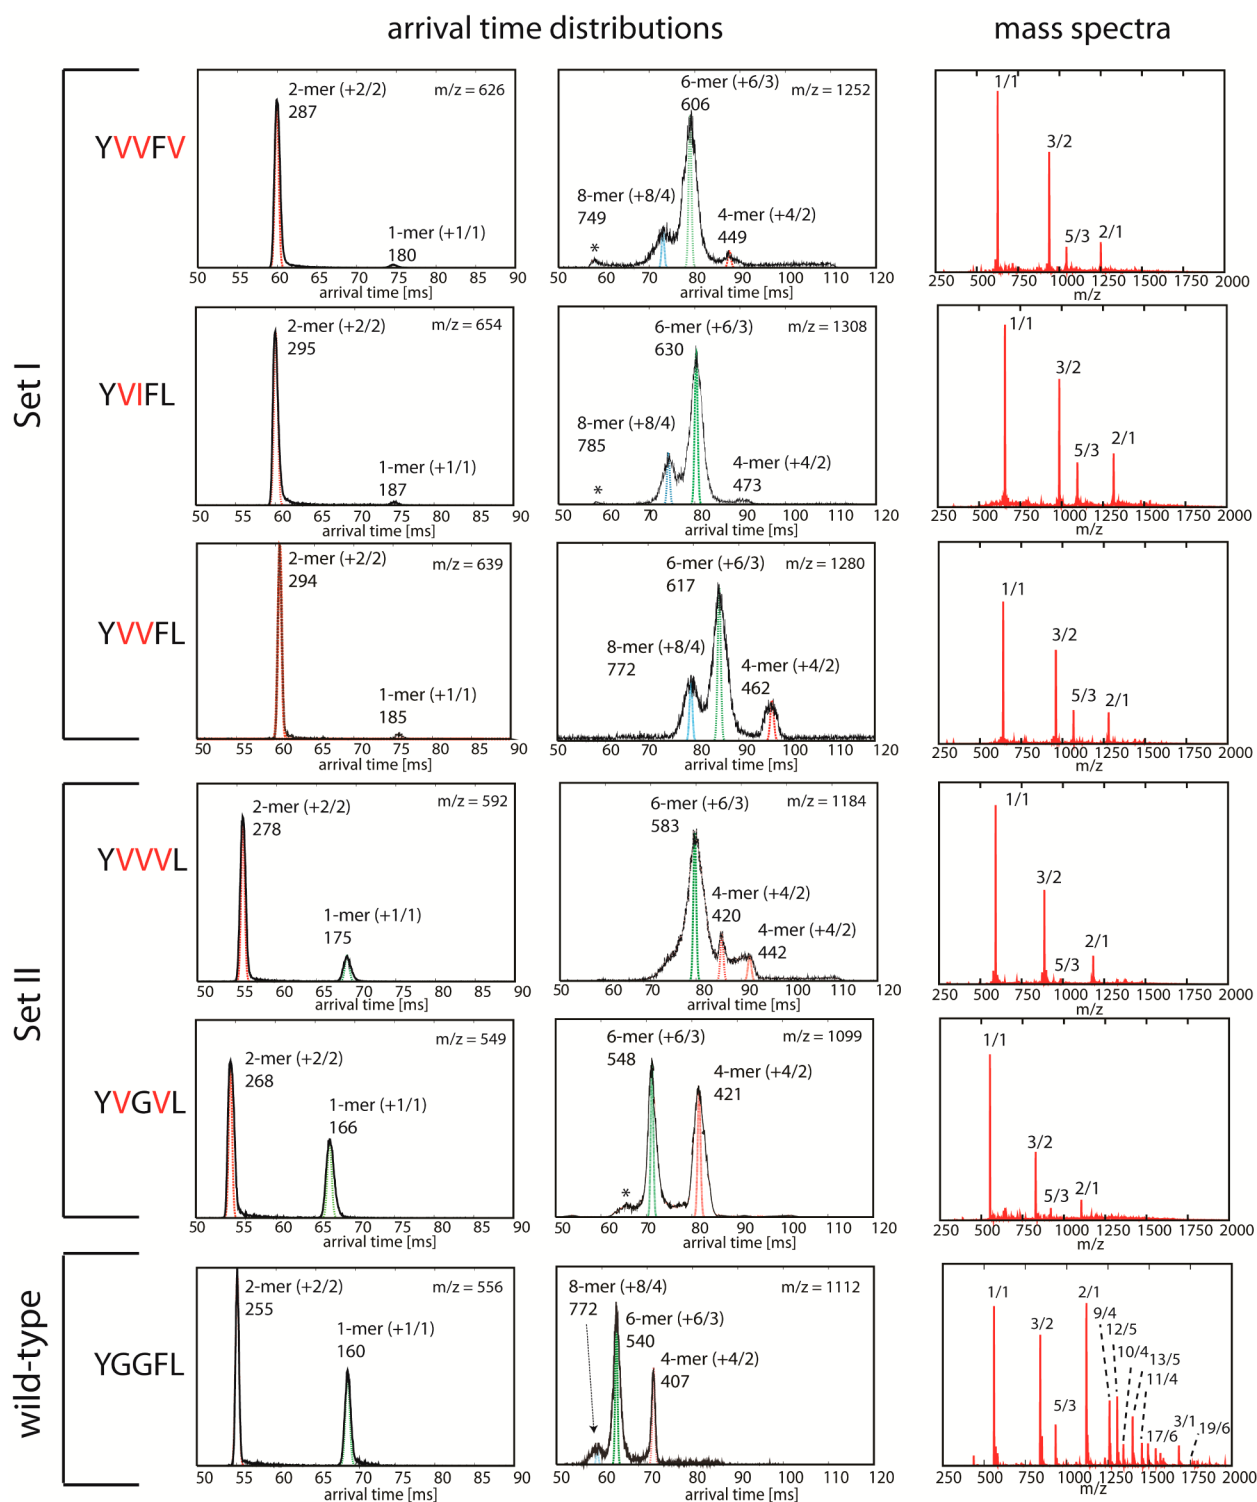 arrival time distributions
mass spectra
Set I
YVVFV
2-mer (+2/2)
287
m/z = 626
1-mer (+1/1)
180
50 55 60 65 70 75 80 85 90
arrival time [ms]
6-mer (+6/3)
606
m/z = 1252
8-mer (+8/4)
749
*
4-mer (+4/2)
449
50 60 70 80 90 100 110 120
arrival time [ms]
1/1
3/2
5/3
2/1
250 500 750 1000 1250 1500 1750 2000
m/z
YVIFL
2-mer (+2/2)
295
m/z = 654
1-mer (+1/1)
187
50 55 60 65 70 75 80 85 90
arrival time [ms]
6-mer (+6/3)
630
m/z = 1308
8-mer (+8/4)
785
*
4-mer (+4/2)
473
50 60 70 80 90 100 110 120
arrival time [ms]
1/1
3/2
5/3
2/1
250 500 750 1000 1250 1500 1750 2000
m/z
YVVFL
2-mer (+2/2)
294
m/z = 639
1-mer (+1/1)
185
50 55 60 65 70 75 80 85 90
arrival time [ms]
6-mer (+6/3)
617
m/z = 1280
8-mer (+8/4)
772
4-mer (+4/2)
462
50 60 70 80 90 100 110 120
arrival time [ms]
1/1
3/2
5/3
2/1
250 500 750 1000 1250 1500 1750 2000
m/z
Set II
YVVVL
2-mer (+2/2)
278
m/z = 592
1-mer (+1/1)
175
50 55 60 65 70 75 80 85 90
arrival time [ms]
6-mer (+6/3)
583
m/z = 1184
4-mer (+4/2)
420
4-mer (+4/2)
442
50 60 70 80 90 100 110 120
arrival time [ms]
1/1
3/2
5/3
2/1
250 500 750 1000 1250 1500 1750 2000
m/z
YVGVL
2-mer (+2/2)
268
m/z = 549
1-mer (+1/1)
166
50 55 60 65 70 75 80 85 90
arrival time [ms]
6-mer (+6/3)
548
m/z = 1099
4-mer (+4/2)
421
*
50 60 70 80 90 100 110 120
arrival time [ms]
1/1
3/2
5/3
2/1
250 500 750 1000 1250 1500 1750 2000
m/z
wild-type
YGGFL
2-mer (+2/2)
255
m/z = 556
1-mer (+1/1)
160
50 55 60 65 70 75 80 85 90
arrival time [ms]
8-mer (+8/4)
772
m/z = 1112
6-mer (+6/3)
540
4-mer (+4/2)
407
50 60 70 80 90 100 110 120
arrival time [ms]
1/1
3/2
5/3
2/1
9/4
12/5
10/4
13/5
11/4
17/6
3/1
19/6
250 500 750 1000 1250 1500 1750 2000
m/z